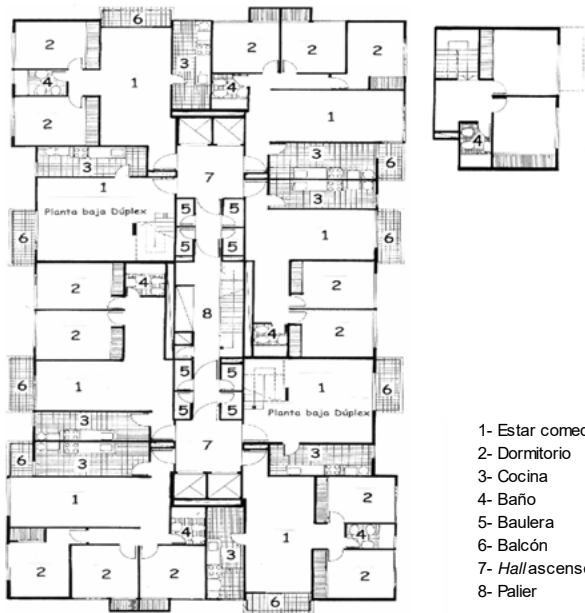 6
2 1 3 2 2 2
4 4
2 1
3 3 6
1 7
3
Planta baja Dúplex
5 5
1
6 5 5 6
2 4 2
2 8 4 2
5 5
6 1 1 6
5 5
3 Planta baja Dúplex
7
6 3 3
1 2
4 3 1 4
2 2 2 2
6
1- Estar
2- Dormitorio
3- Cocina
4- Baño
5- Baulera
6- Balcón
7- Hall
8- Palier